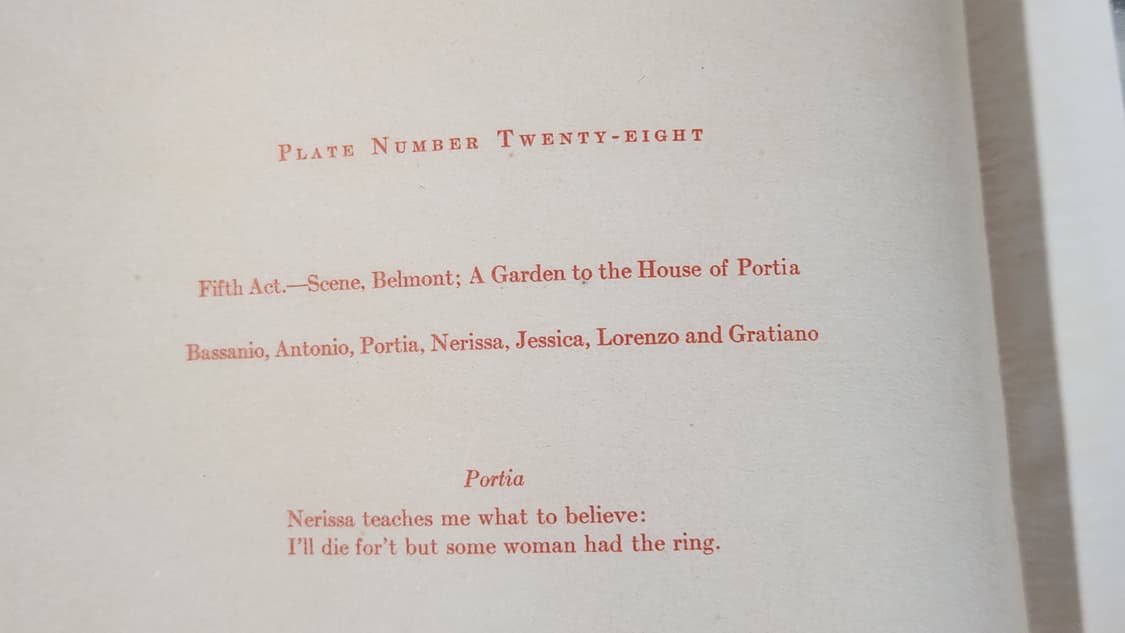 PLATE NUMBER TWENTY-EIGHT
Fifth Act.—Scene, Belmont; A Garden to the House of Portia
Bassanio, Antonio, Portia, Nerissa, Jessica, Lorenzo and Gratiano
Portia
Nerissa teaches me what to believe:
I'll die for't but some woman had the ring.